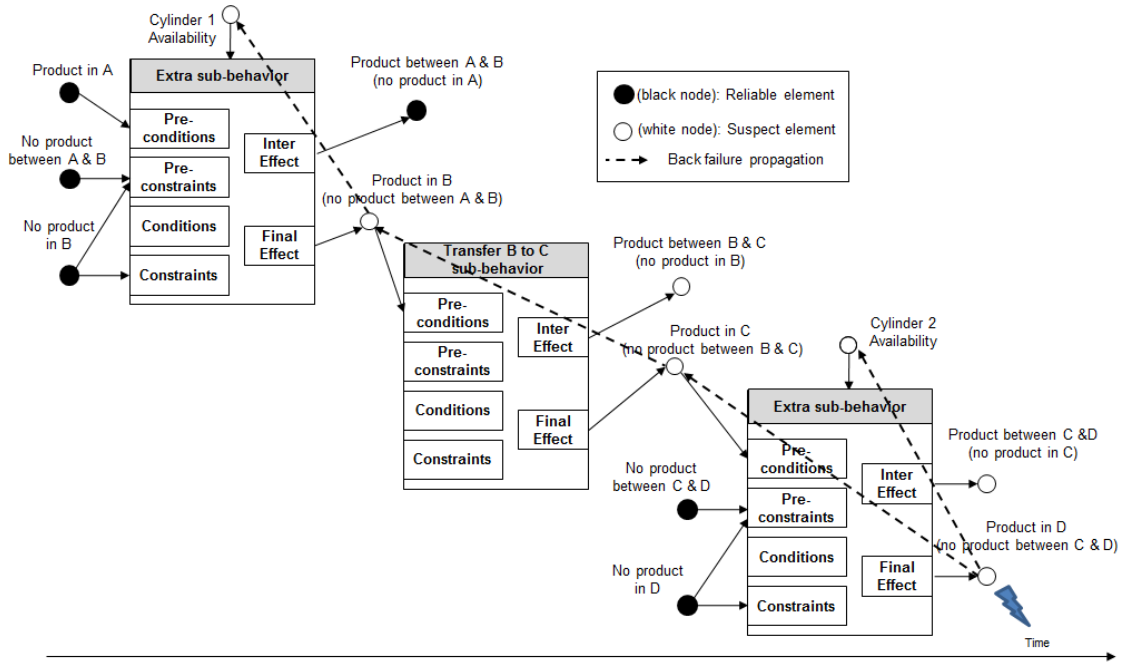 Cylinder 1
Availability
Product in A
Extra sub-behavior
Product between A & B
(no product in A)
Pre-
conditions
No product
between A & B
Pre-
constraints
Inter
Effect
No product
in B
Conditions
Constraints
Final
Effect
Product in B
(no product between A & B)
(black node): Reliable element
(white node): Suspect element
Back failure propagation
Transfer B to C
sub-behavior
Pre-
conditions
Pre-
constraints
Conditions
Constraints
Inter
Effect
Final
Effect
Product between B & C
(no product in B)
Product in C
(no product between B & C)
Cylinder 2
Availability
Extra sub-behavior
Pre-
conditions
No product
between C & D
Pre-
constraints
Conditions
No product
in D
Constraints
Inter
Effect
Final
Effect
Product between C &D
(no product in C)
Product in D
(no product between C & D)
Time